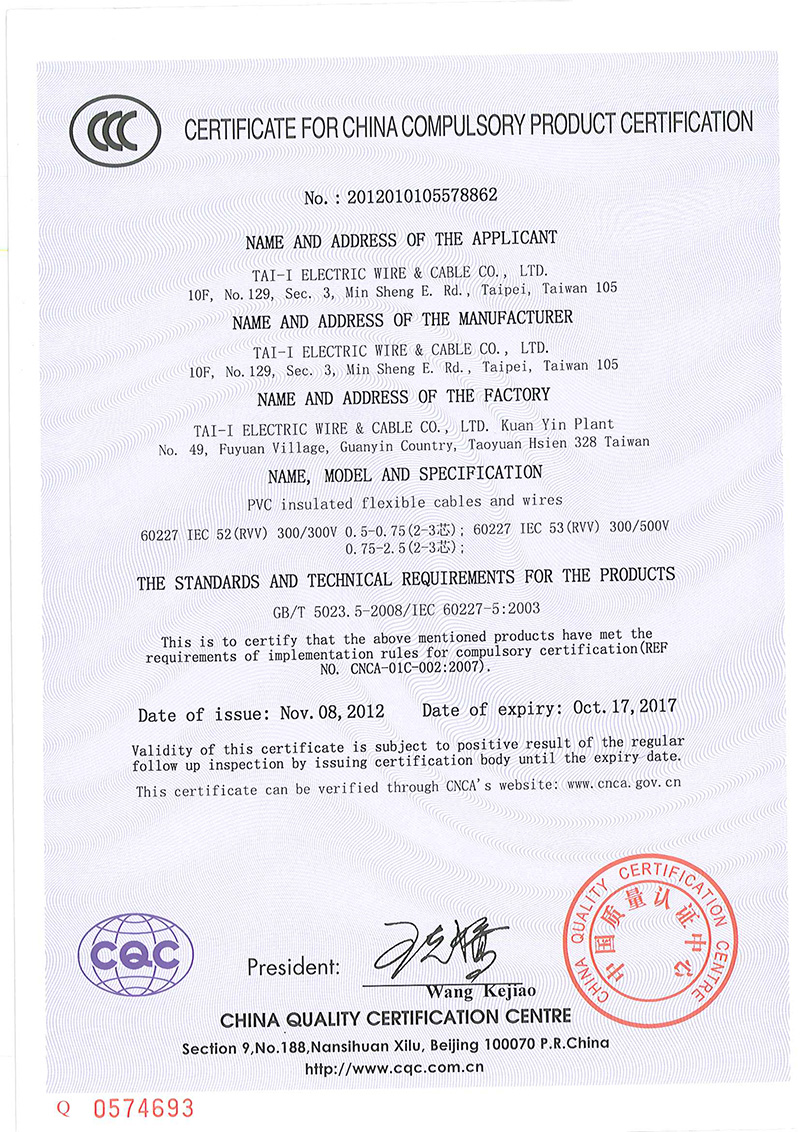 CCC
CERTIFICATE FOR CHINA COMPULSORY PRODUCT CERTIFICATION
No. : 2012010105578862
NAME AND ADDRESS OF THE APPLICANT
TAI-I ELECTRIC WIRE & CABLE CO., LTD.
10F, No. 129, Sec. 3, Min Sheng E. Rd., Taipei, Taiwan 105
NAME AND ADDRESS OF THE MANUFACTURER
TAI-I ELECTRIC WIRE & CABLE CO., LTD.
10F, No. 129, Sec. 3, Min Sheng E. Rd., Taipei, Taiwan 105
NAME AND ADDRESS OF THE FACTORY
TAI-I ELECTRIC WIRE & CABLE CO., LTD. Kuan Yin Plant
No. 49, Fuyuan Village, Guanyin Country, Taoyuan Hsien 328 Taiwan
NAME, MODEL AND SPECIFICATION
PVC insulated flexible cables and wires
60227 IEC 52(RVV) 300/300V 0.5-0.75(2-3芯); 60227 IEC 53(RVV) 300/500V
0.75-2.5(2-3芯);
THE STANDARDS AND TECHNICAL REQUIREMENTS FOR THE PRODUCTS
GB/T 5023.5-2008/IEC 60227-5:2003
This is to certify that the above mentioned products have met the
requirements of implementation rules for compulsory certification(REF
NO. CNCA-01C-002:2007).
Date of issue: Nov. 08, 2012 Date of expiry: Oct. 17, 2017
Validity of this certificate is subject to positive result of the regular
follow up inspection by issuing certification body until the expiry date.
This certificate can be verified through CNCA's website: www.cnca.gov.cn
CHINA QUALITY CERTIFICATION CENTRE
中国质量认证中心
CQC
President:
王克娇
Wang Kejiao
CHINA QUALITY CERTIFICATION CENTRE
Section 9,No.188,Nansihuan Xilu, Beijing 100070 P.R.China
http://www.cqc.com.cn
Q 0574693